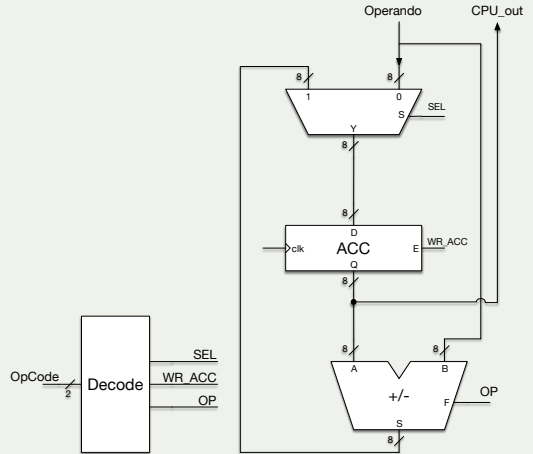 Operando CPU_out
8 8
1 0
S SEL
Y
8
8
D
clk ACC E WR_ACC
Q
8
8 8
A B
+/- F OP
S
8
SEL
OpCode 2 Decode WR_ACC
OP